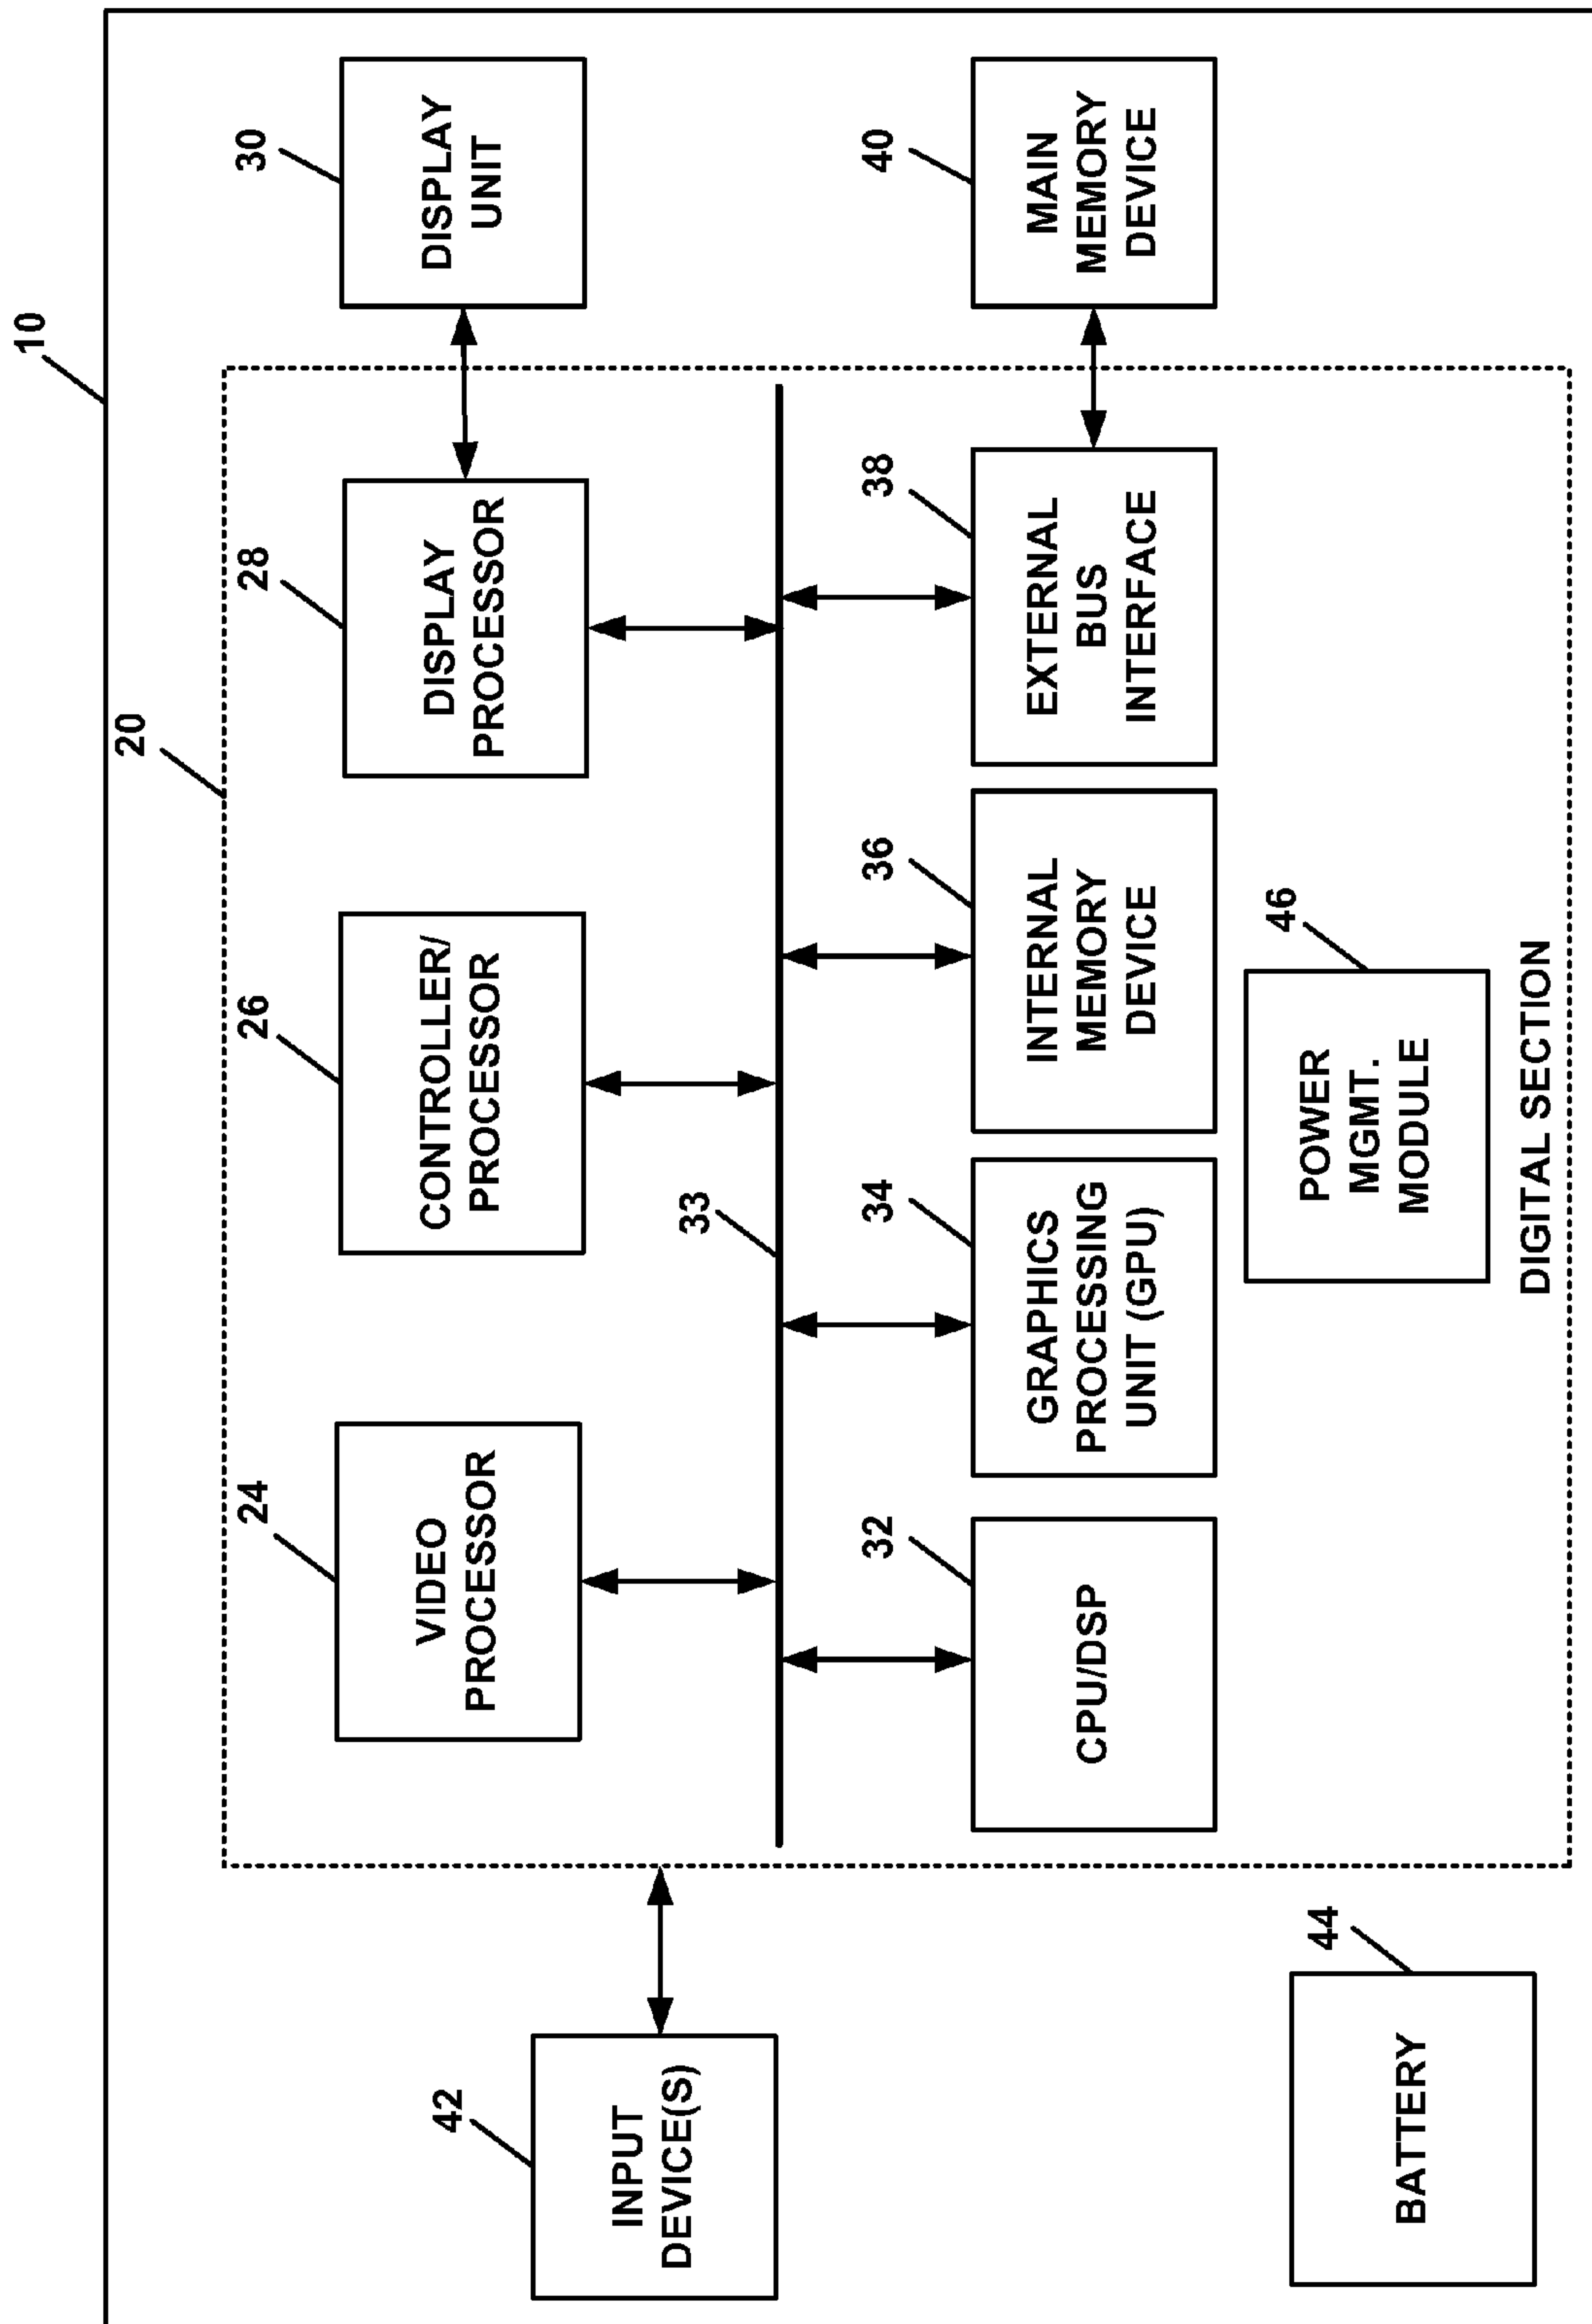 10
20
24
VIDEO
PROCESSOR
26
CONTROLLER/
PROCESSOR
28
DISPLAY
PROCESSOR
30
DISPLAY
UNIT
42
INPUT
DEVICE(S)
33
32
CPU/DSP
34
GRAPHICS
PROCESSING
UNIT (GPU)
36
INTERNAL
MEMORY
DEVICE
38
EXTERNAL
BUS
INTERFACE
40
MAIN
MEMORY
DEVICE
44
BATTERY
46
POWER
MGMT.
MODULE
DIGITAL SECTION